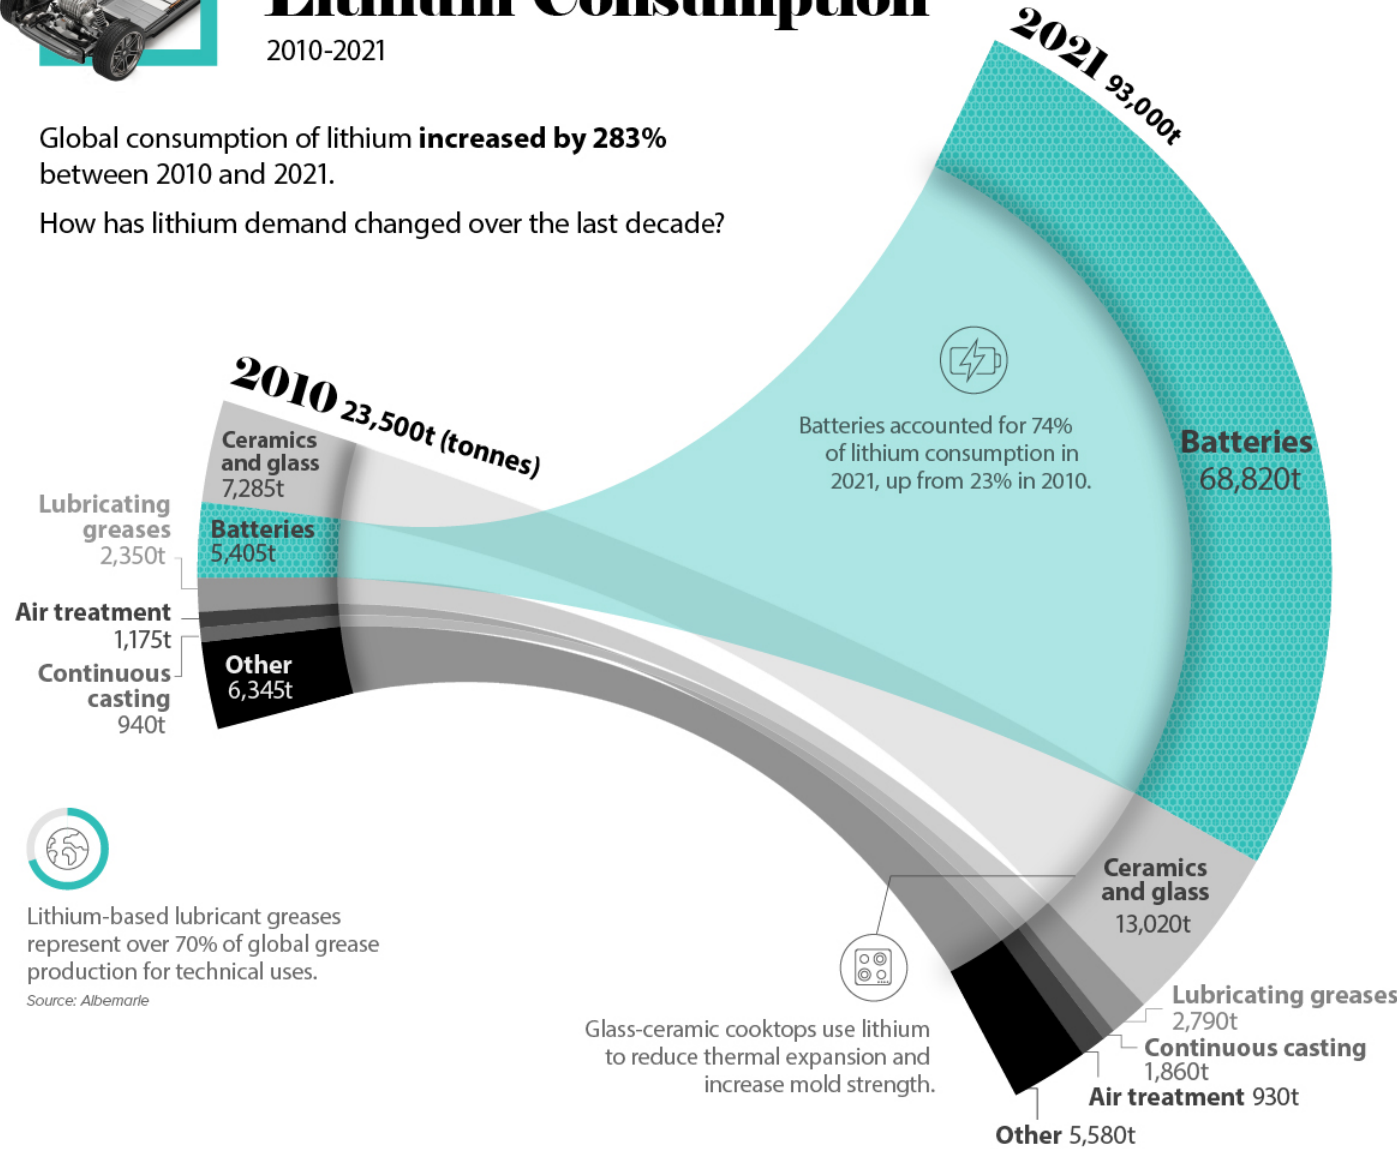 Lithium Consumption
2010-2021
Global consumption of lithium increased by 283%
between 2010 and 2021.
How has lithium demand changed over the last decade?
2021 93,000t
2010 23,500t (tonnes)
Ceramics
and glass
7,285t
Lubricating
greases
2,350t
Batteries
5,405t
Air treatment
1,175t
Continuous
casting
940t
Other
6,345t
Batteries accounted for 74%
of lithium consumption in
2021, up from 23% in 2010.
Batteries
68,820t
Lithium-based lubricant greases
represent over 70% of global grease
production for technical uses.
Source: Albemarle
Glass-ceramic cooktops use lithium
to reduce thermal expansion and
increase mold strength.
Ceramics
and glass
13,020t
Lubricating greases
2,790t
Continuous casting
1,860t
Air treatment 930t
Other 5,580t